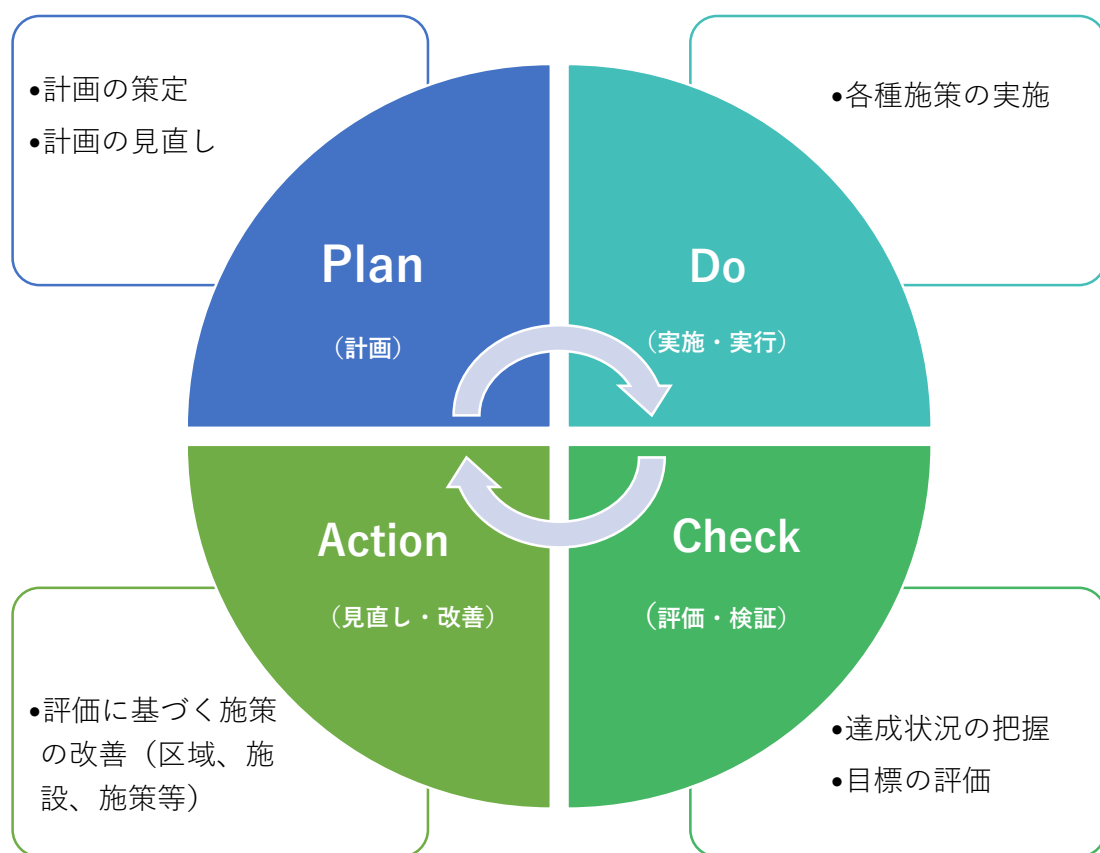 •計画の策定
•計画の見直し
Plan
（計画）
•各種施策の実施
Do
（実施・実行）
Action
（見直し・改善）
•評価に基づく施策
の改善（区域、施
設、施策等）
Check
（評価・検証）
•達成状況の把握
•目標の評価